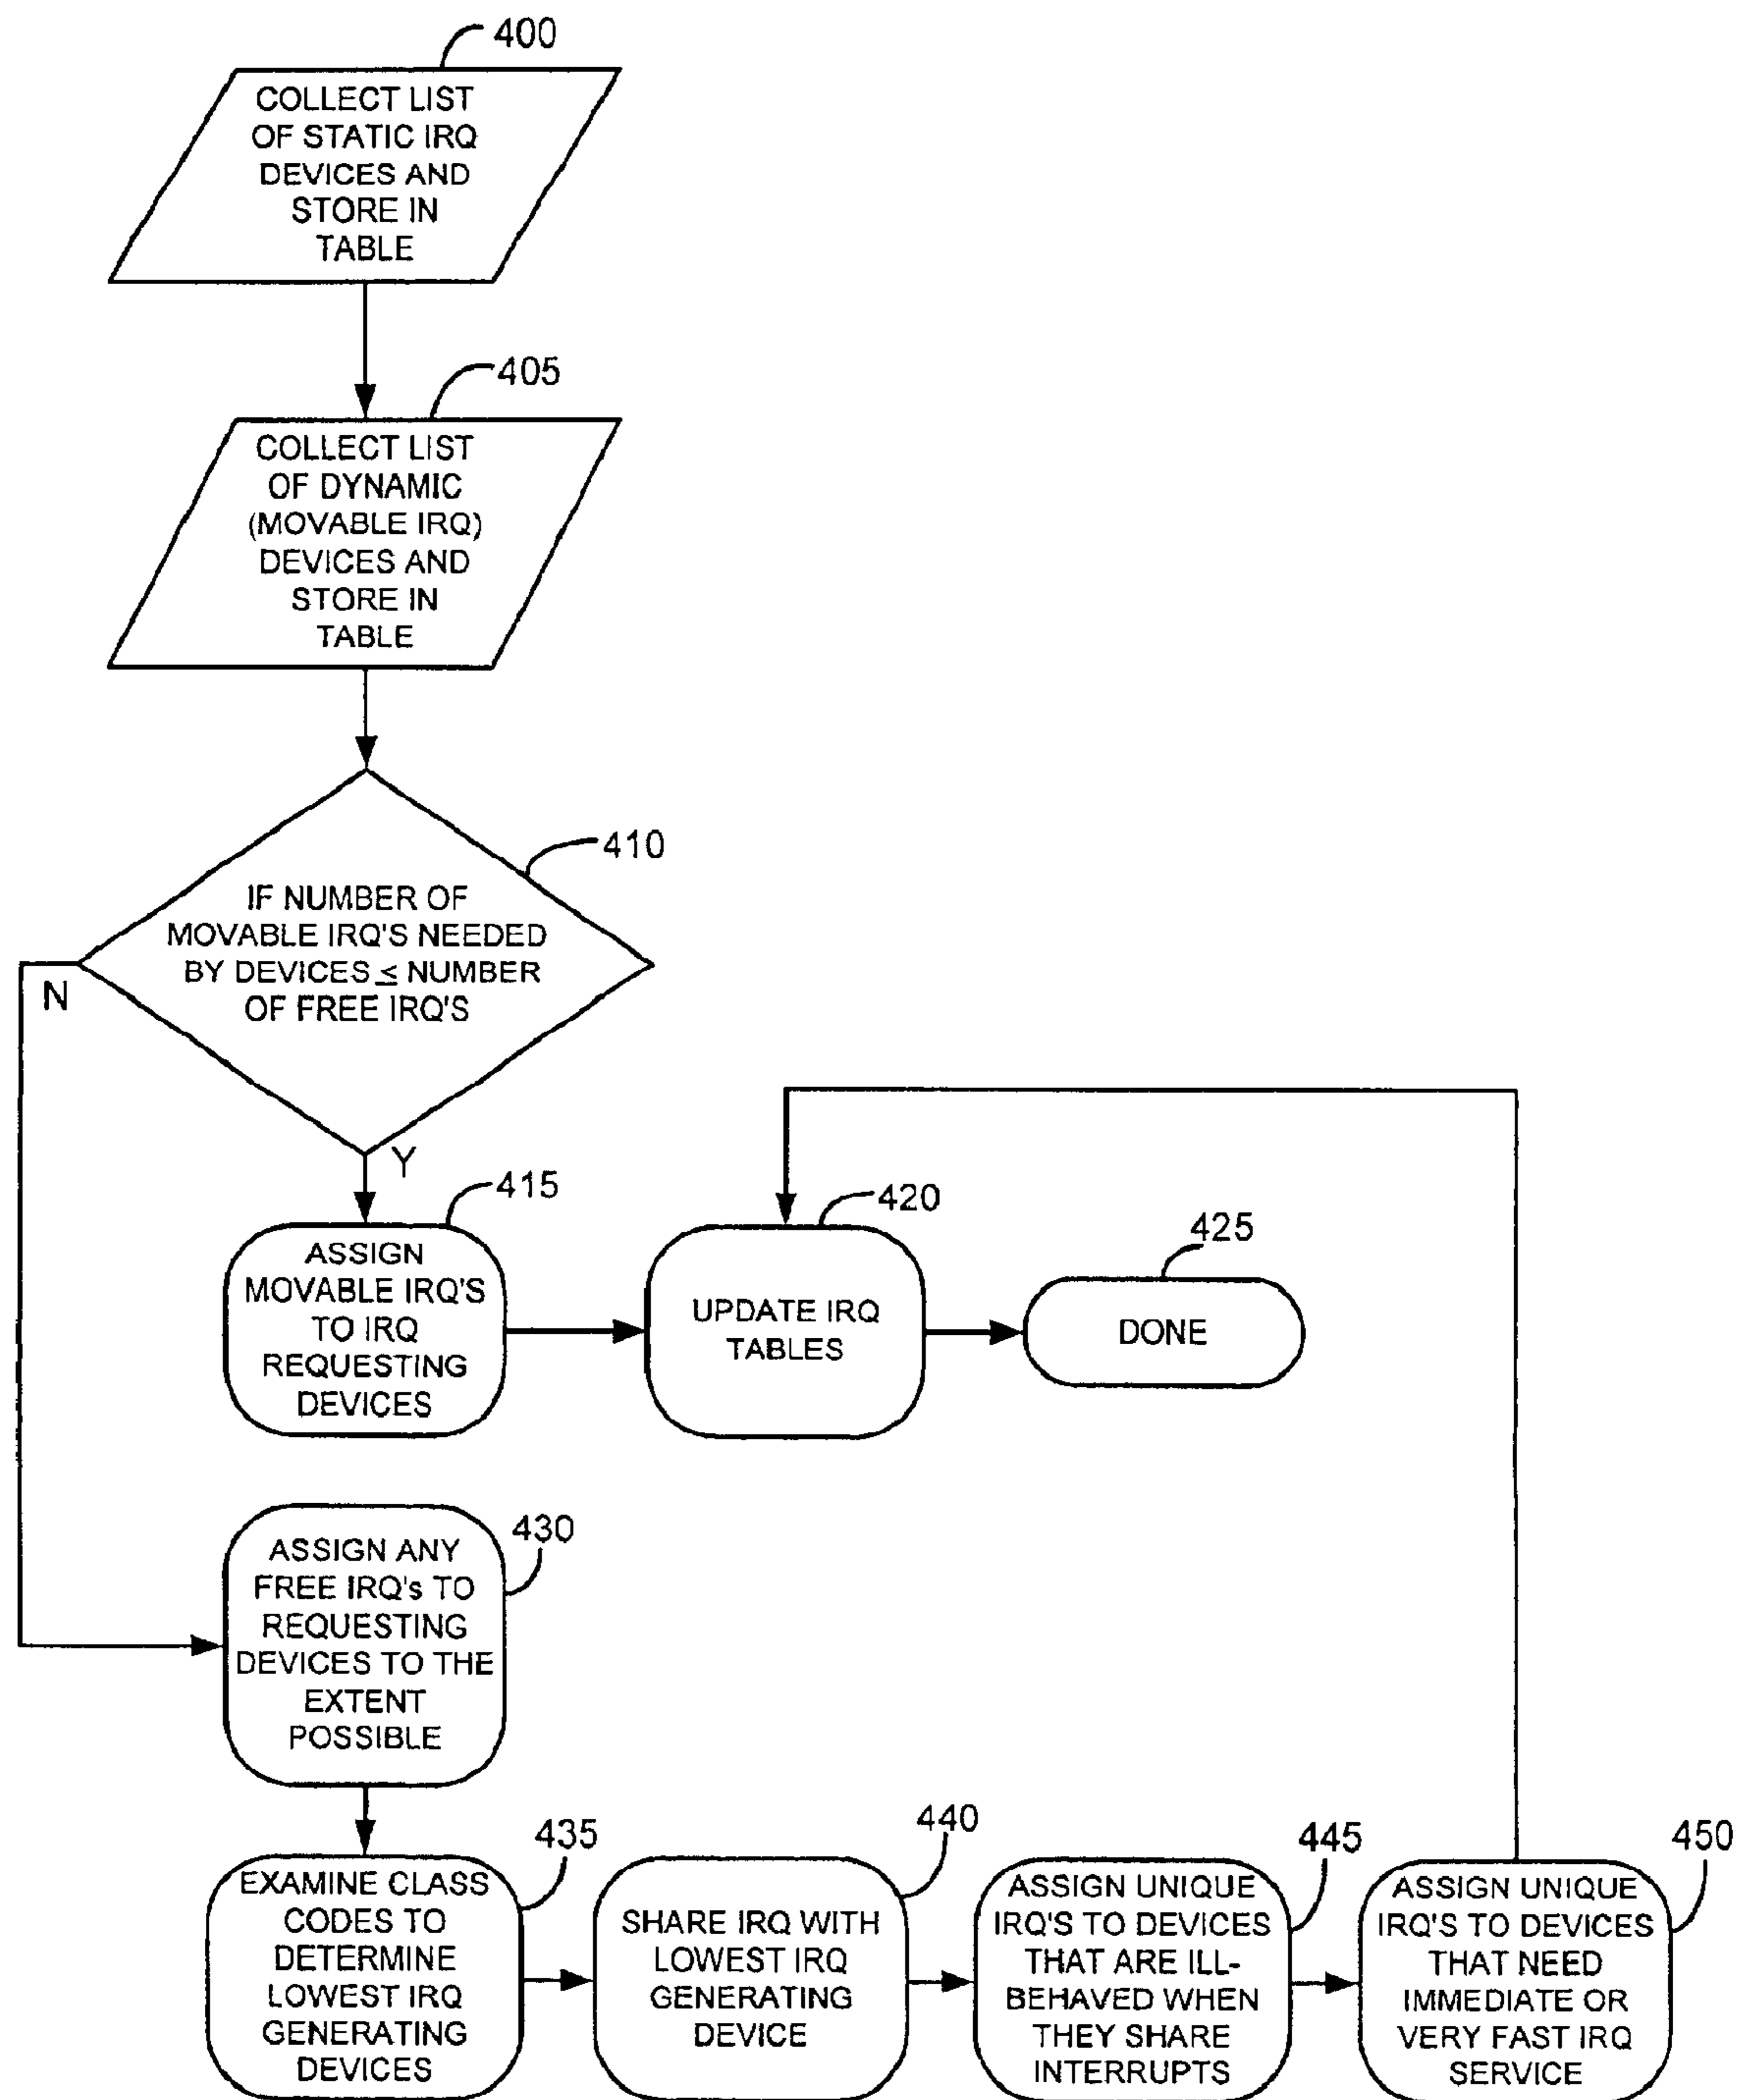 400
COLLECT LIST
OF STATIC IRQ
DEVICES AND
STORE IN
TABLE
405
COLLECT LIST
OF DYNAMIC
(MOVABLE IRQ)
DEVICES AND
STORE IN
TABLE
410
IF NUMBER OF
MOVABLE IRQ'S NEEDED
BY DEVICES ≤ NUMBER
OF FREE IRQ'S
N
Y
415
ASSIGN
MOVABLE IRQ'S
TO IRQ
REQUESTING
DEVICES
420
UPDATE IRQ
TABLES
425
DONE
430
ASSIGN ANY
FREE IRQ's TO
REQUESTING
DEVICES TO THE
EXTENT
POSSIBLE
435
EXAMINE CLASS
CODES TO
DETERMINE
LOWEST IRQ
GENERATING
DEVICES
440
SHARE IRQ WITH
LOWEST IRQ
GENERATING
DEVICE
445
ASSIGN UNIQUE
IRQ'S TO DEVICES
THAT ARE ILL-
BEHAVED WHEN
THEY SHARE
INTERRUPTS
450
ASSIGN UNIQUE
IRQ'S TO DEVICES
THAT NEED
IMMEDIATE OR
VERY FAST IRQ
SERVICE